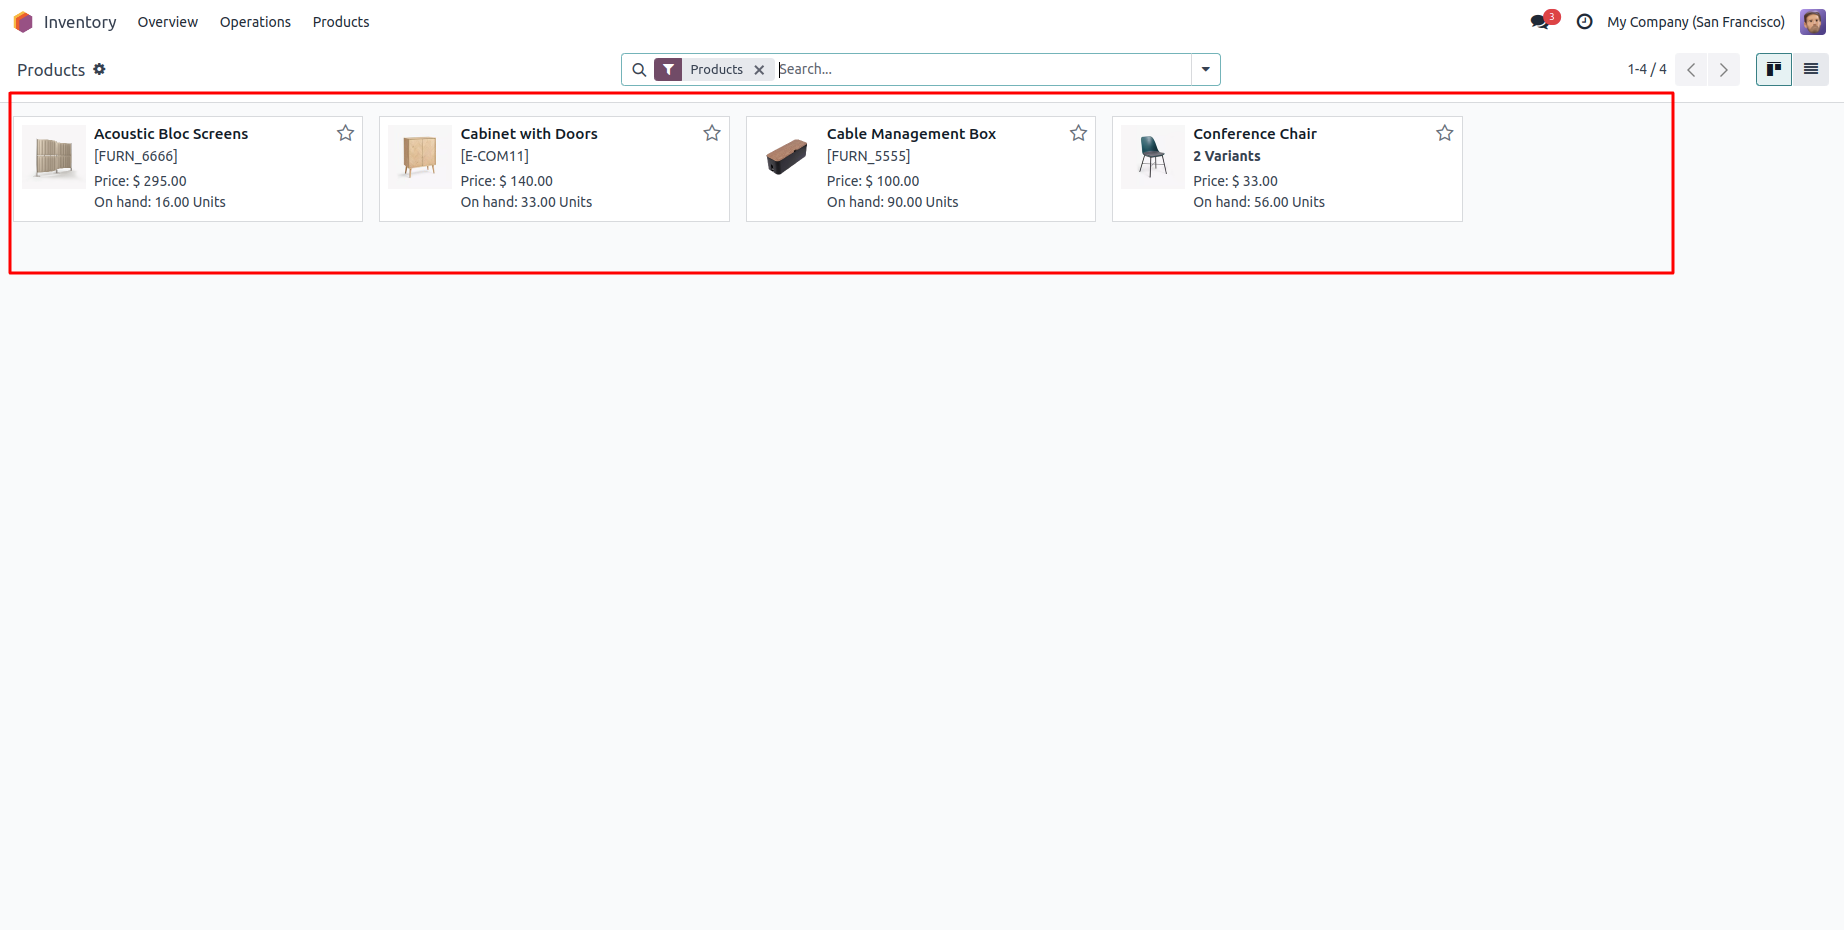 Inventory Overview Operations Products 3 My Company (San Francisco)
Products Products Search... 1-4 / 4
Acoustic Bloc Screens
[FURN_6666]
Price: $ 295.00
On hand: 16.00 Units
Cabinet with Doors
[E-COM11]
Price: $ 140.00
On hand: 33.00 Units
Cable Management Box
[FURN_5555]
Price: $ 100.00
On hand: 90.00 Units
Conference Chair
2 Variants
Price: $ 33.00
On hand: 56.00 Units